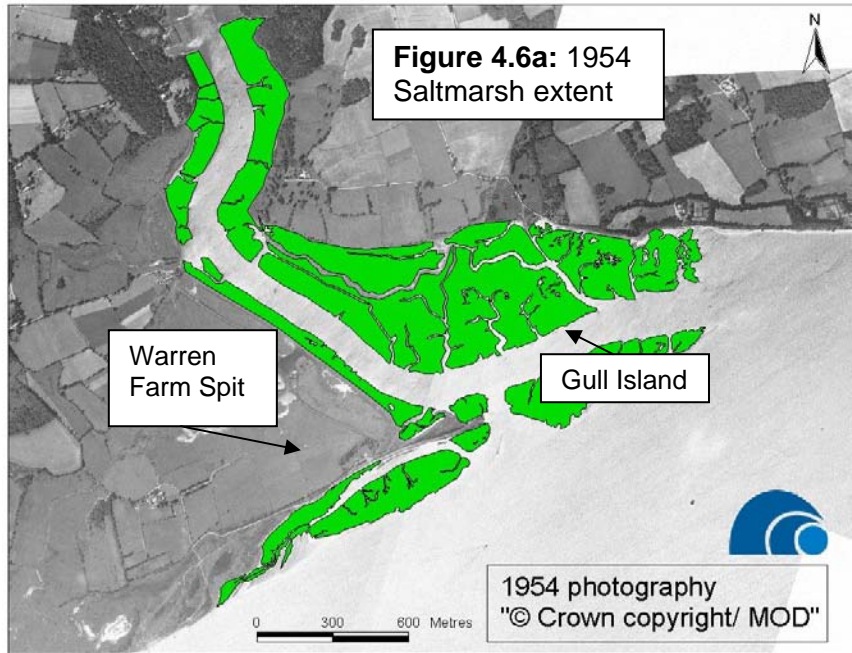 N
Figure 4.6a: 1954
Saltmarsh extent
Warren
Farm Spit
Gull Island
0 300 600 Metres
1954 photography
"© Crown copyright/ MOD"